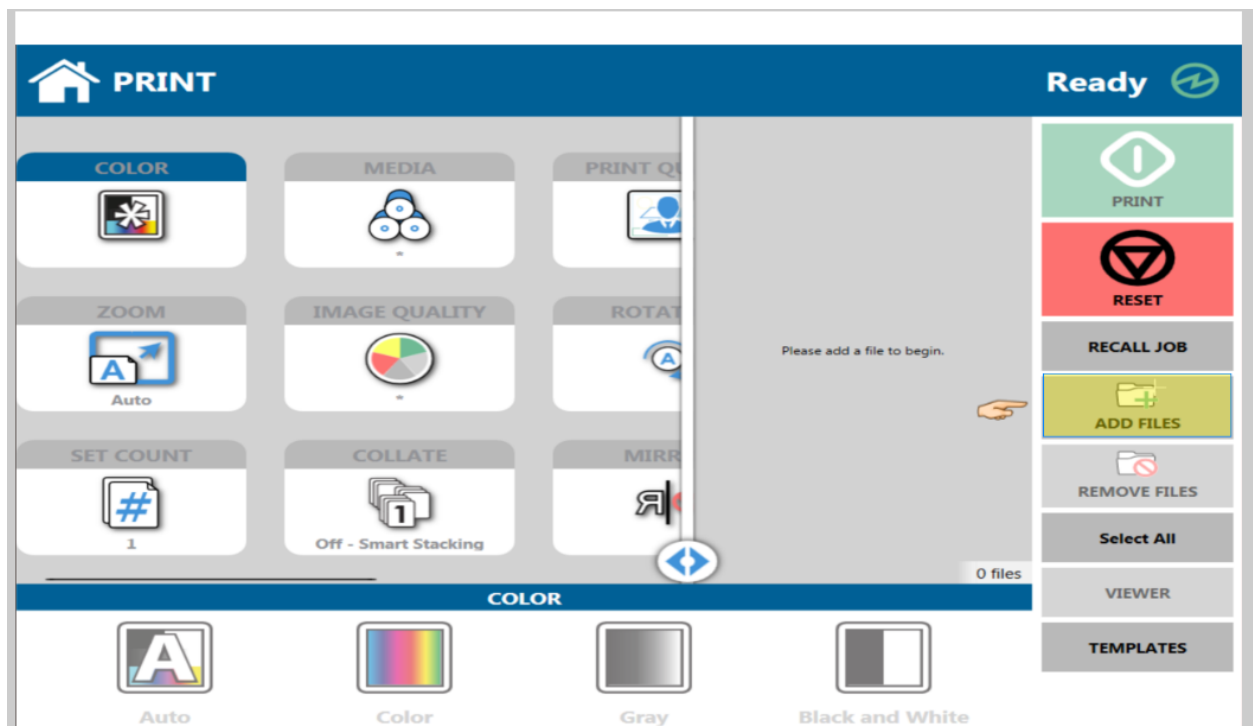 PRINT
Ready
COLOR
MEDIA
*
PRINT QU
ZOOM
Auto
IMAGE QUALITY
*
ROTAT
SET COUNT
1
COLLATE
Off - Smart Stacking
MIRR
Please add a file to begin.
0 files
PRINT
RESET
RECALL JOB
ADD FILES
REMOVE FILES
Select All
VIEWER
TEMPLATES
COLOR
Auto
Color
Gray
Black and White